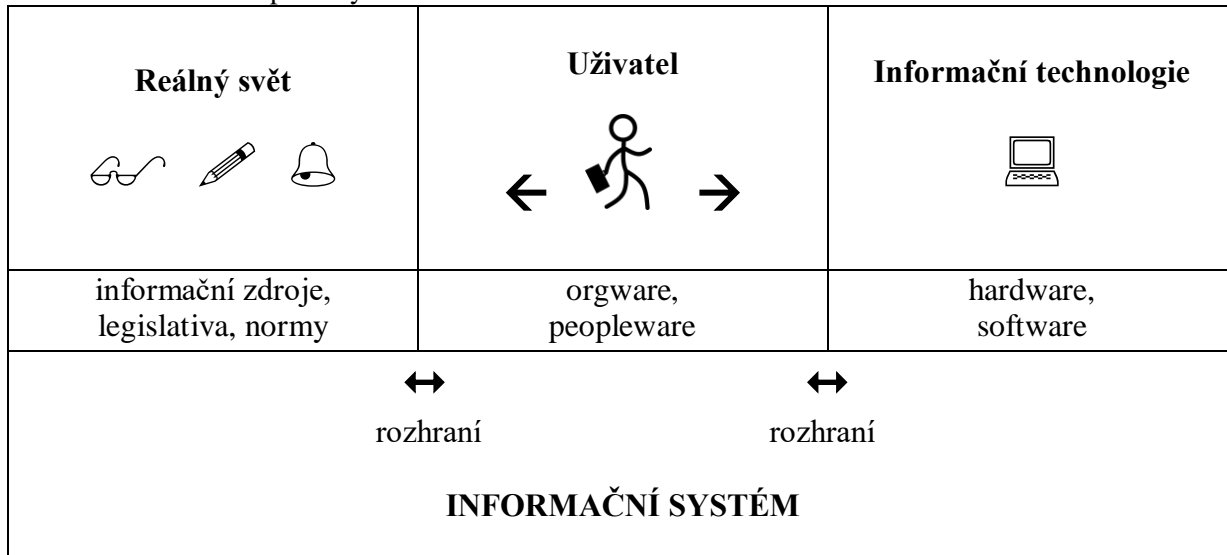 Reálný svět
Uživatel
Informační technologie
informační zdroje,
legislativa, normy
orgware,
peopleware
hardware,
software
rozhraní
rozhraní
INFORMAČNÍ SYSTÉM